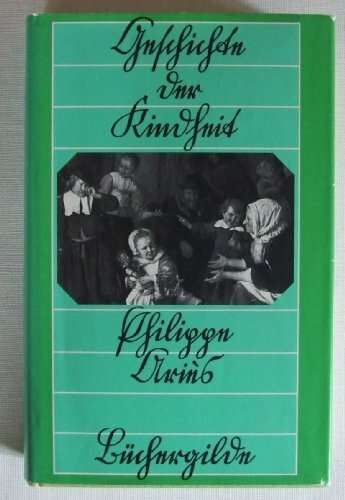 Geschichte
der
Kindheit
Philippe
Ariès
Büchergilde